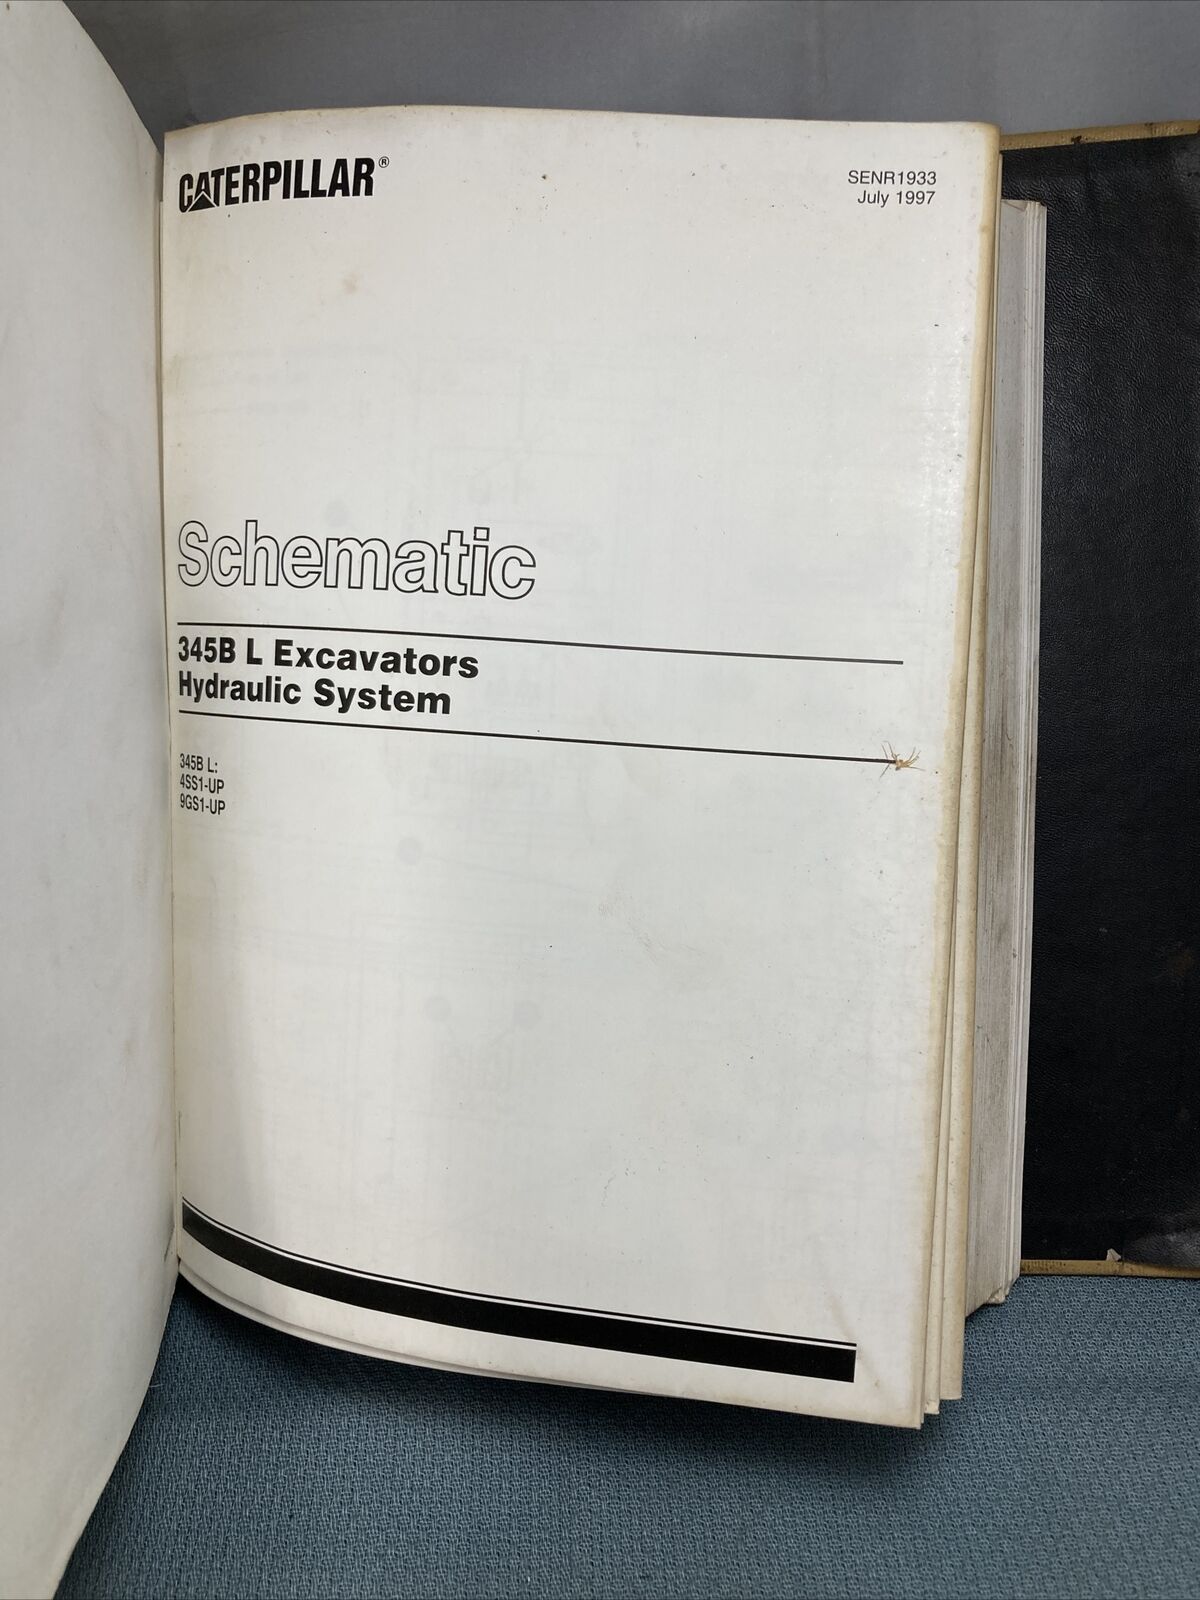 CATERPILLAR®
SENR1933
July 1997
Schematic
345B L Excavators
Hydraulic System
345B L:
4SS1-UP
9GS1-UP